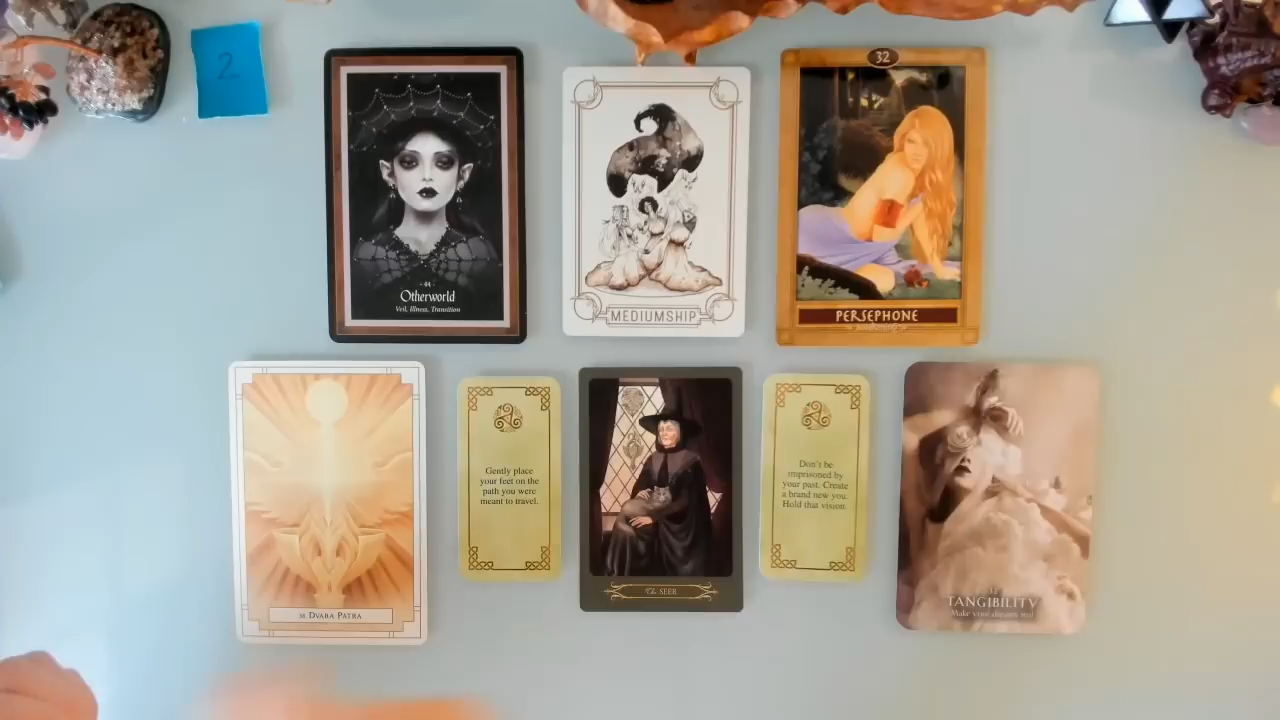 2
- 44 -
Otherworld
Veil, Illness, Transition
MEDIUMSHIP
32
PERSEPHONE
38 DVARA PATRA
Gently place
your feet on the
path you were
meant to travel.
The SEER
Don't be
imprisoned by
your past. Create
a brand new you.
Hold that vision.
TANGIBILITY
Make your dreams real